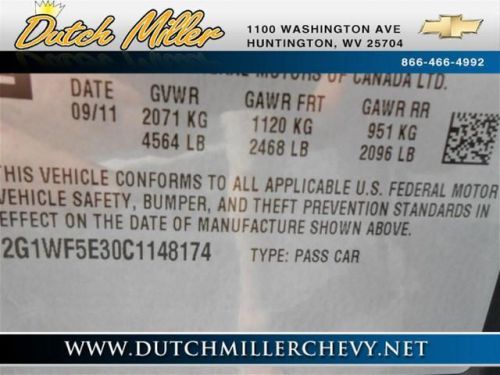 Dutch Miller
1100 WASHINGTON AVE
HUNTINGTON, WV 25704
866-466-4992
MOTORS OF CANADA LTD.
DATE GVWR GAWR FRT GAWR RR
09/11 2071 KG 1120 KG 951 KG
4564 LB 2468 LB 2096 LB
THIS VEHICLE CONFORMS TO ALL APPLICABLE U.S. FEDERAL MOTOR
VEHICLE SAFETY, BUMPER, AND THEFT PREVENTION STANDARDS IN
EFFECT ON THE DATE OF MANUFACTURE SHOWN ABOVE.
2G1WF5E30C1148174 TYPE: PASS CAR
WWW.DUTCHMILLERCHEVY.NET